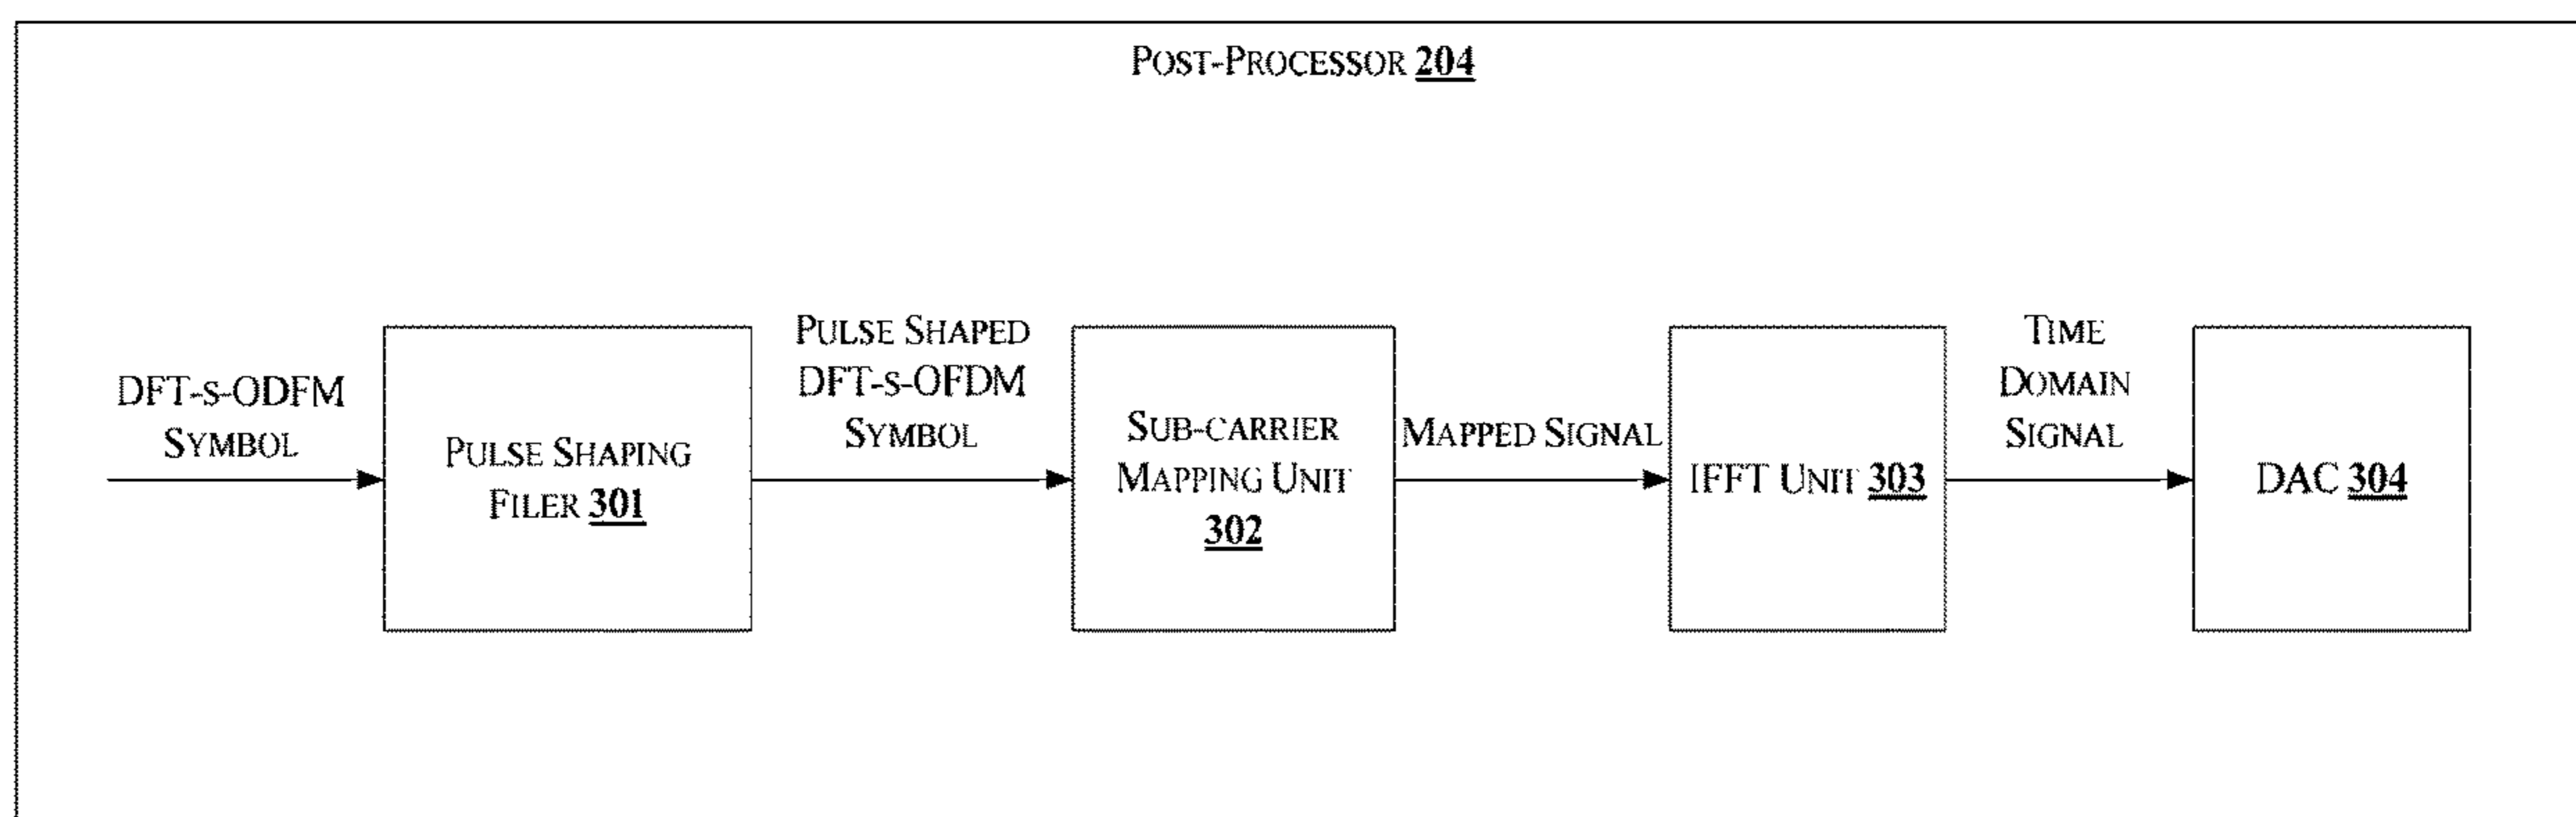 POST-PROCESSOR 204
DFT-S-ODFM
SYMBOL
PULSE SHAPING
FILER 301
PULSE SHAPED
DFT-S-OFDM
SYMBOL
SUB-CARRIER
MAPPING UNIT
302
MAPPED SIGNAL
IFFT UNIT 303
TIME
DOMAIN
SIGNAL
DAC 304